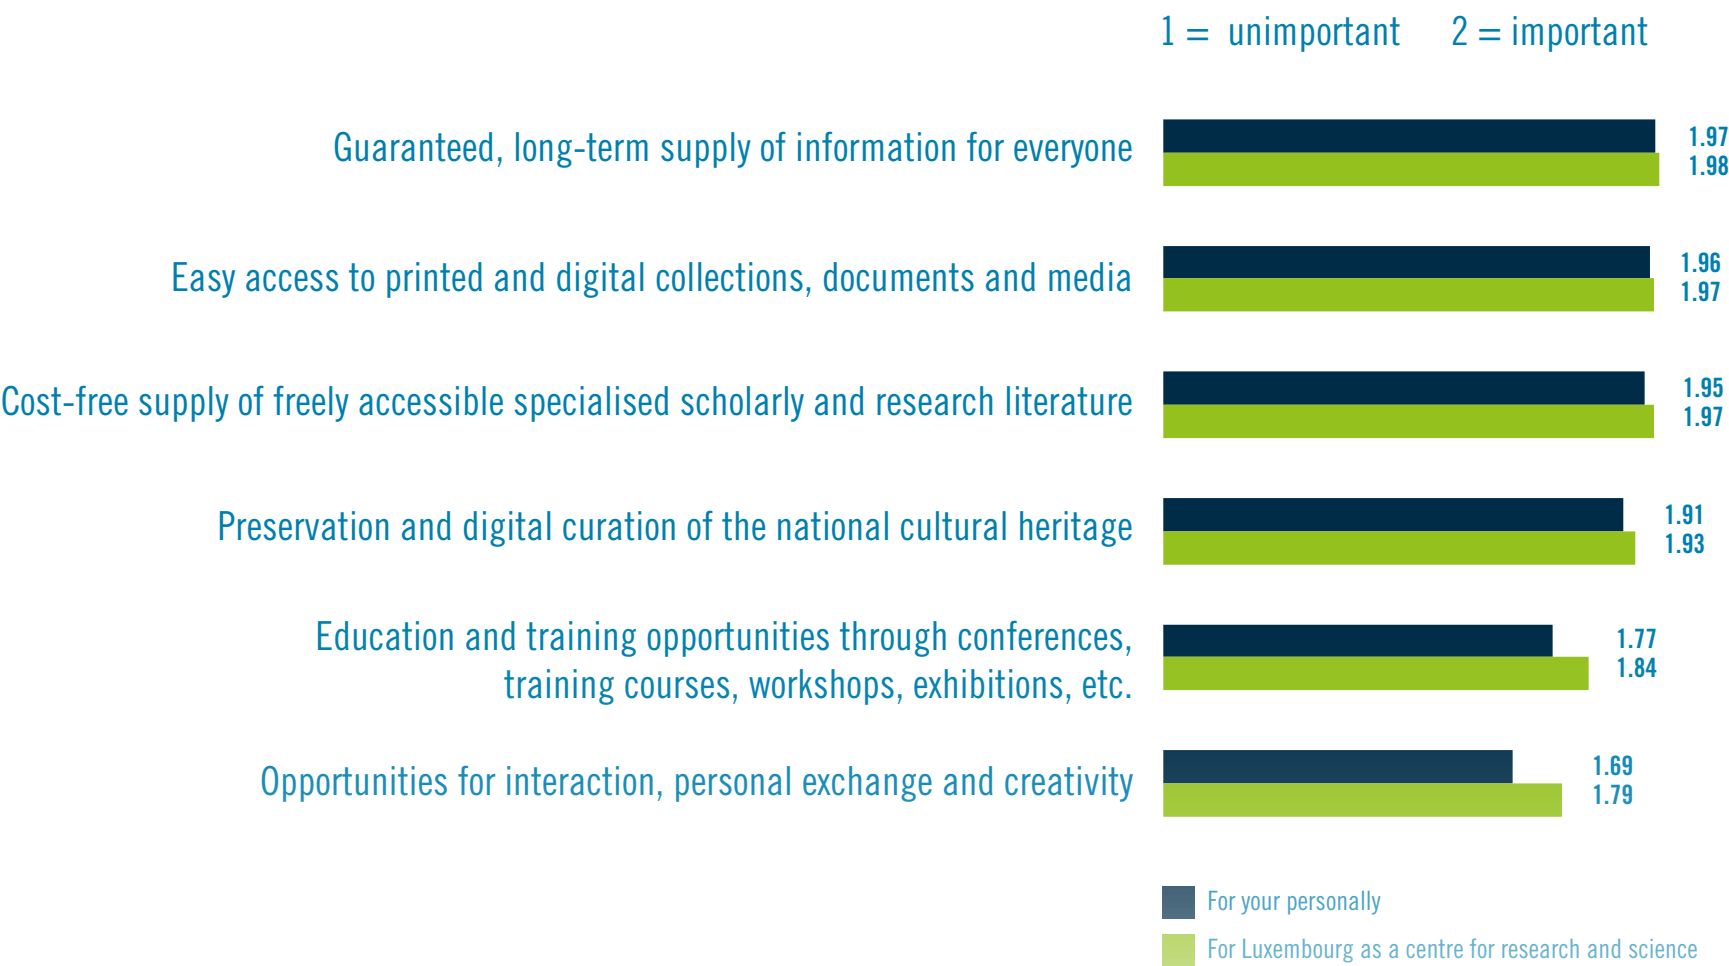 1 = unimportant 2 = important
Guaranteed, long-term supply of information for everyone
1.97
1.98
Easy access to printed and digital collections, documents and media
1.96
1.97
Cost-free supply of freely accessible specialised scholarly and research literature
1.95
1.97
Preservation and digital curation of the national cultural heritage
1.91
1.93
Education and training opportunities through conferences,
training courses, workshops, exhibitions, etc.
1.77
1.84
Opportunities for interaction, personal exchange and creativity
1.69
1.79
For your personally
For Luxembourg as a centre for research and science